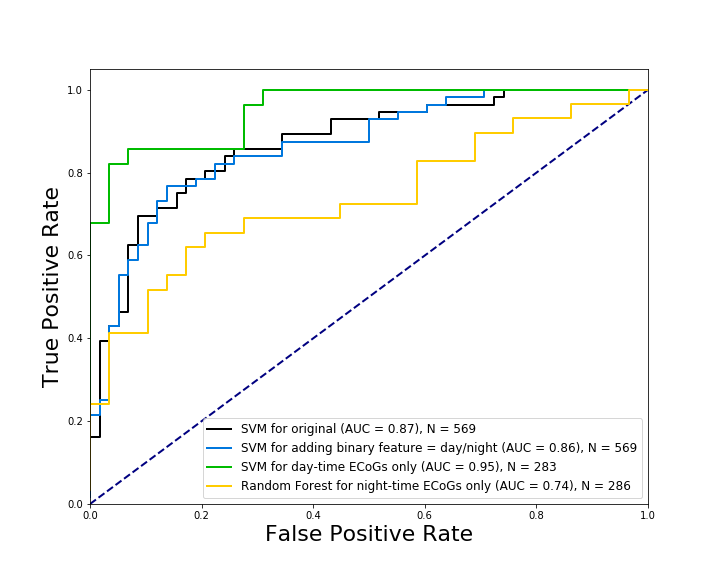 True Positive Rate
1.0
0.8
0.6
0.4
0.2
0.0
SVM for original (AUC = 0.87), N = 569
SVM for adding binary feature = day/night (AUC = 0.86), N = 569
SVM for day-time ECoGs only (AUC = 0.95), N = 283
Random Forest for night-time ECoGs only (AUC = 0.74), N = 286
0.0 0.2 0.4 0.6 0.8 1.0
False Positive Rate